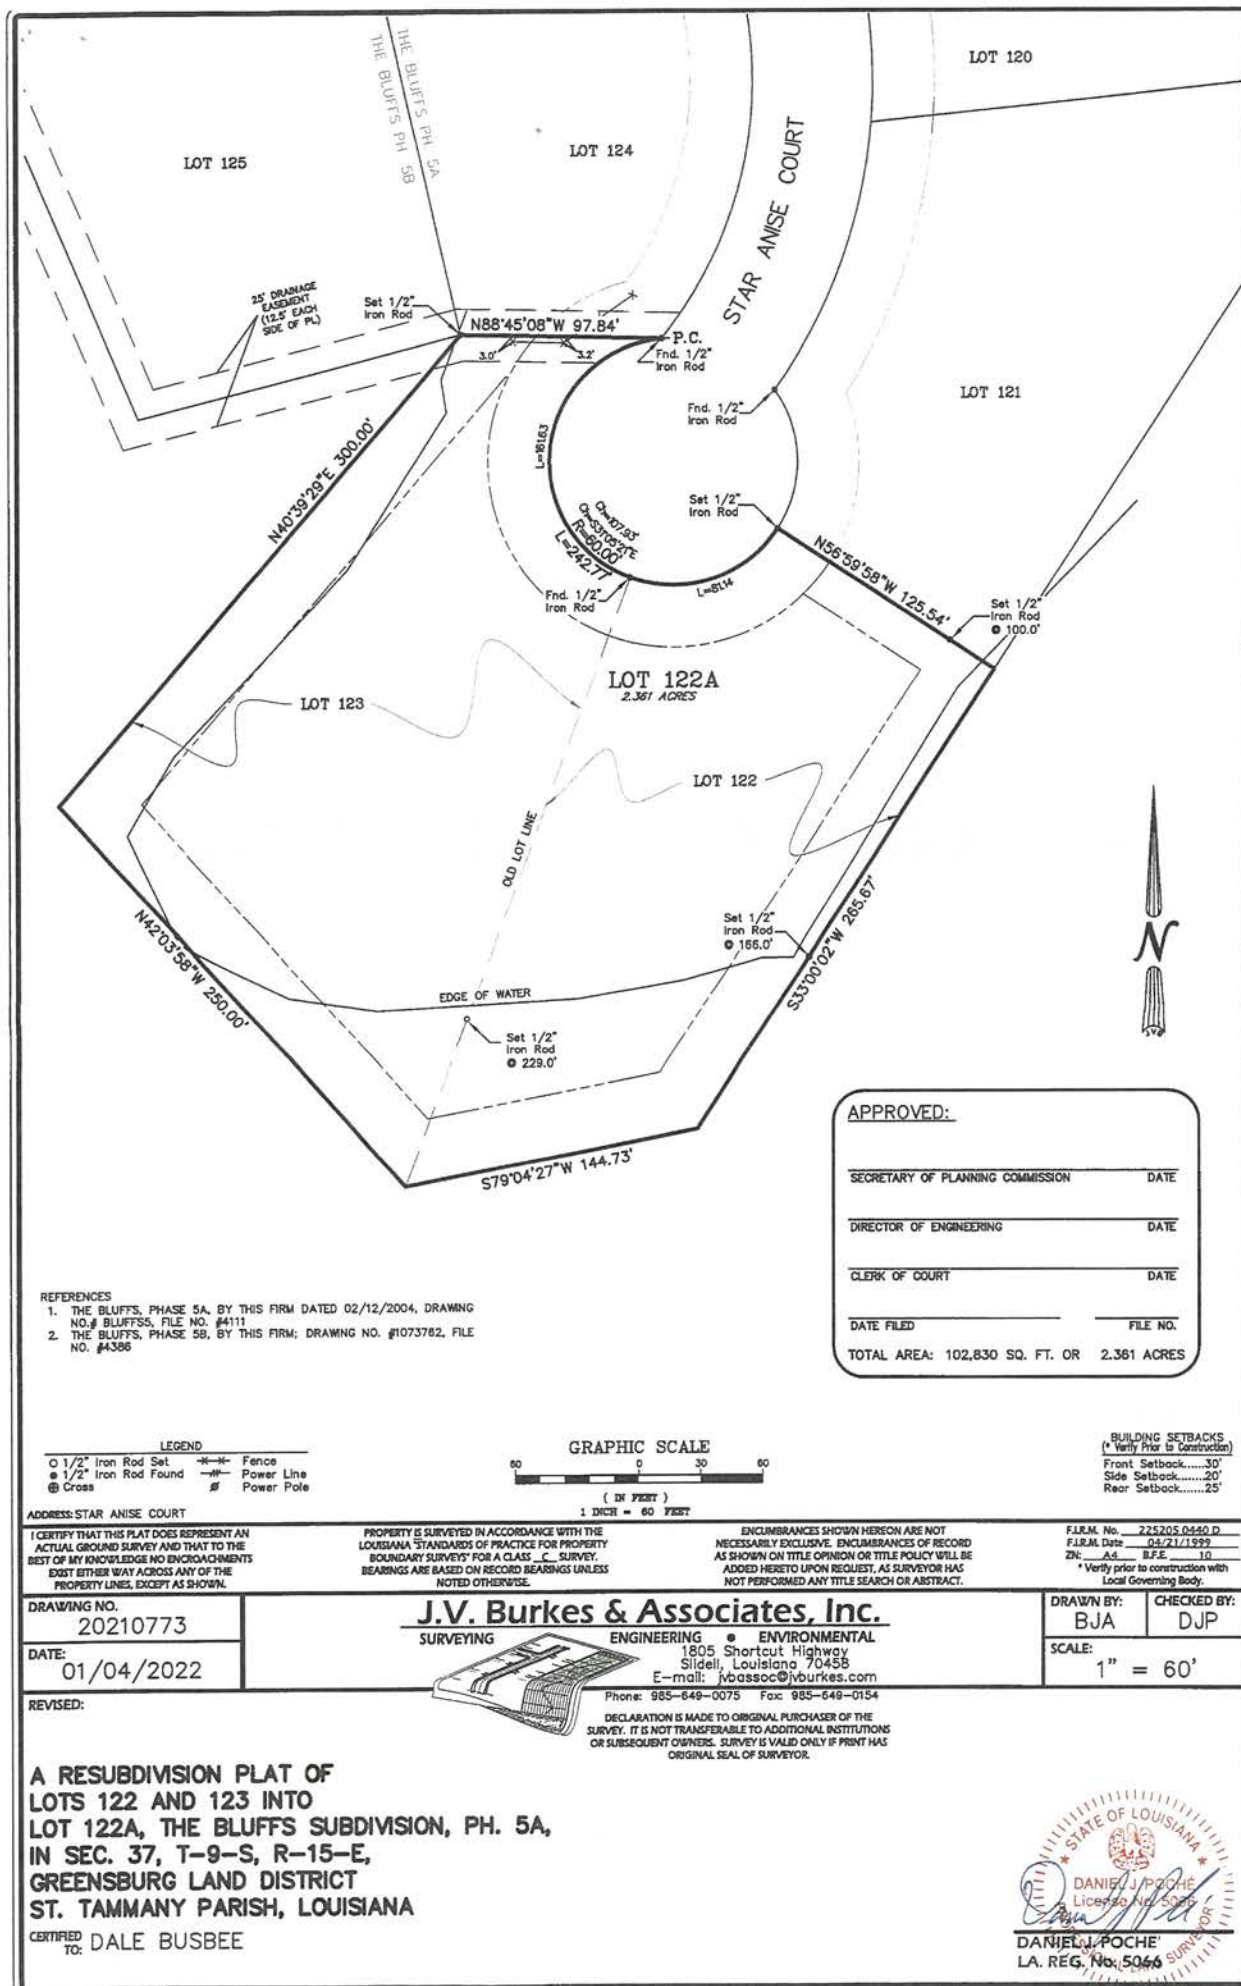 LOT 120
THE BLUFFS PH 5A
THE BLUFFS PH 5B
LOT 125
LOT 124
STAR ANISE COURT
25' DRAINAGE
EASEMENT
(12.5' EACH
SIDE OF PL)
Set 1/2"
Iron Rod
N88°45'08"W 97.84'
P.C.
3.0'
3.2'
Fnd. 1/2"
Iron Rod
LOT 121
Fnd. 1/2"
Iron Rod
N40°39'29"E 300.00'
L=161.63
Set 1/2"
Iron Rod
Ch=107.93'
Ch=S31°05'21"E
R=60.00'
L=242.77'
N56°59'58"W 125.54'
Fnd. 1/2"
Iron Rod
L=81.14
Set 1/2"
Iron Rod
@ 100.0'
LOT 122A
2.361 ACRES
LOT 123
LOT 122
OLD LOT LINE
N42°03'58"W 250.00'
Set 1/2"
Iron Rod
@ 166.0'
S33°00'02"W 265.67'
N
EDGE OF WATER
Set 1/2"
Iron Rod
@ 229.0'
S79°04'27"W 144.73'
APPROVED:
SECRETARY OF PLANNING COMMISSION DATE
DIRECTOR OF ENGINEERING DATE
CLERK OF COURT DATE
DATE FILED FILE NO.
TOTAL AREA: 102,830 SQ. FT. OR 2.361 ACRES
REFERENCES
1. THE BLUFFS, PHASE 5A, BY THIS FIRM DATED 02/12/2004, DRAWING
NO.# BLUFFS5, FILE NO. #4111
2. THE BLUFFS, PHASE 5B, BY THIS FIRM; DRAWING NO. #1073762, FILE
NO. #4386
LEGEND
1/2" Iron Rod Set Fence
1/2" Iron Rod Found Power Line
Cross Power Pole
GRAPHIC SCALE
60 0 30 60
( IN FEET )
1 INCH = 60 FEET
BUILDING SETBACKS
(* Verify Prior to Construction)
Front Setback......30'
Side Setback........20'
Rear Setback.......25'
ADDRESS: STAR ANISE COURT
I CERTIFY THAT THIS PLAT DOES REPRESENT AN
ACTUAL GROUND SURVEY AND THAT TO THE
BEST OF MY KNOWLEDGE NO ENCROACHMENTS
EXIST EITHER WAY ACROSS ANY OF THE
PROPERTY LINES, EXCEPT AS SHOWN.
PROPERTY IS SURVEYED IN ACCORDANCE WITH THE
LOUISIANA "STANDARDS OF PRACTICE FOR PROPERTY
BOUNDARY SURVEYS" FOR A CLASS C SURVEY.
BEARINGS ARE BASED ON RECORD BEARINGS UNLESS
NOTED OTHERWISE.
ENCUMBRANCES SHOWN HEREON ARE NOT
NECESSARILY EXCLUSIVE. ENCUMBRANCES OF RECORD
AS SHOWN ON TITLE OPINION OR TITLE POLICY WILL BE
ADDED HERETO UPON REQUEST, AS SURVEYOR HAS
NOT PERFORMED ANY TITLE SEARCH OR ABSTRACT.
F.I.R.M. No. 225205 0440 D
F.I.R.M. Date 04/21/1999
ZN: A4 B.F.E. 10
* Verify prior to construction with
Local Governing Body.
DRAWING NO.
20210773
DATE:
01/04/2022
REVISED:
J.V. Burkes & Associates, Inc.
SURVEYING ENGINEERING ● ENVIRONMENTAL
1805 Shortcut Highway
Slidell, Louisiana 70458
E-mail: jvbassoc@jvburkes.com
Phone: 985-649-0075 Fax: 985-649-0154
DRAWN BY:
BJA
CHECKED BY:
DJP
SCALE:
1" = 60'
DECLARATION IS MADE TO ORIGINAL PURCHASER OF THE
SURVEY. IT IS NOT TRANSFERABLE TO ADDITIONAL INSTITUTIONS
OR SUBSEQUENT OWNERS. SURVEY IS VALID ONLY IF PRINT HAS
ORIGINAL SEAL OF SURVEYOR.
A RESUBDIVISION PLAT OF
LOTS 122 AND 123 INTO
LOT 122A, THE BLUFFS SUBDIVISION, PH. 5A,
IN SEC. 37, T-9-S, R-15-E,
GREENSBURG LAND DISTRICT
ST. TAMMANY PARISH, LOUISIANA
CERTIFIED TO: DALE BUSBEE
STATE OF LOUISIANA
DANIEL J. POCHE
License No. 5066
PROFESSIONAL LAND SURVEYOR
DANIEL J. POCHE'
LA. REG. No. 5066